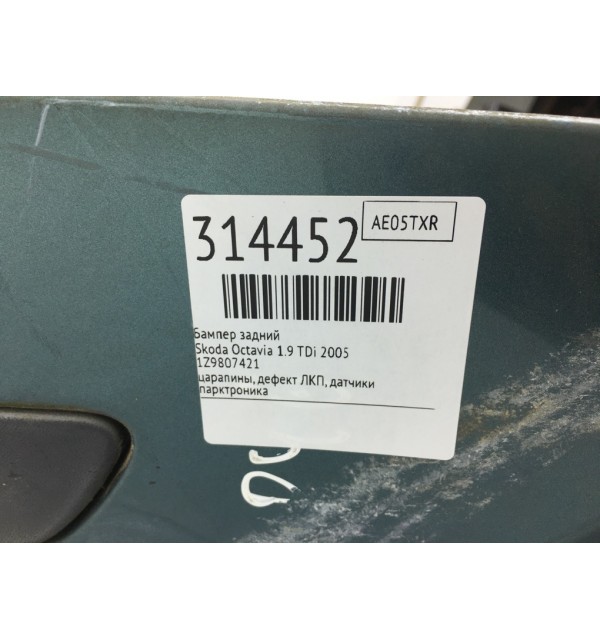 314452
AE05TXR
Бампер задний
Skoda Octavia 1.9 TDi 2005
1Z9807421
царапины, дефект ЛКП, датчики
парктроника